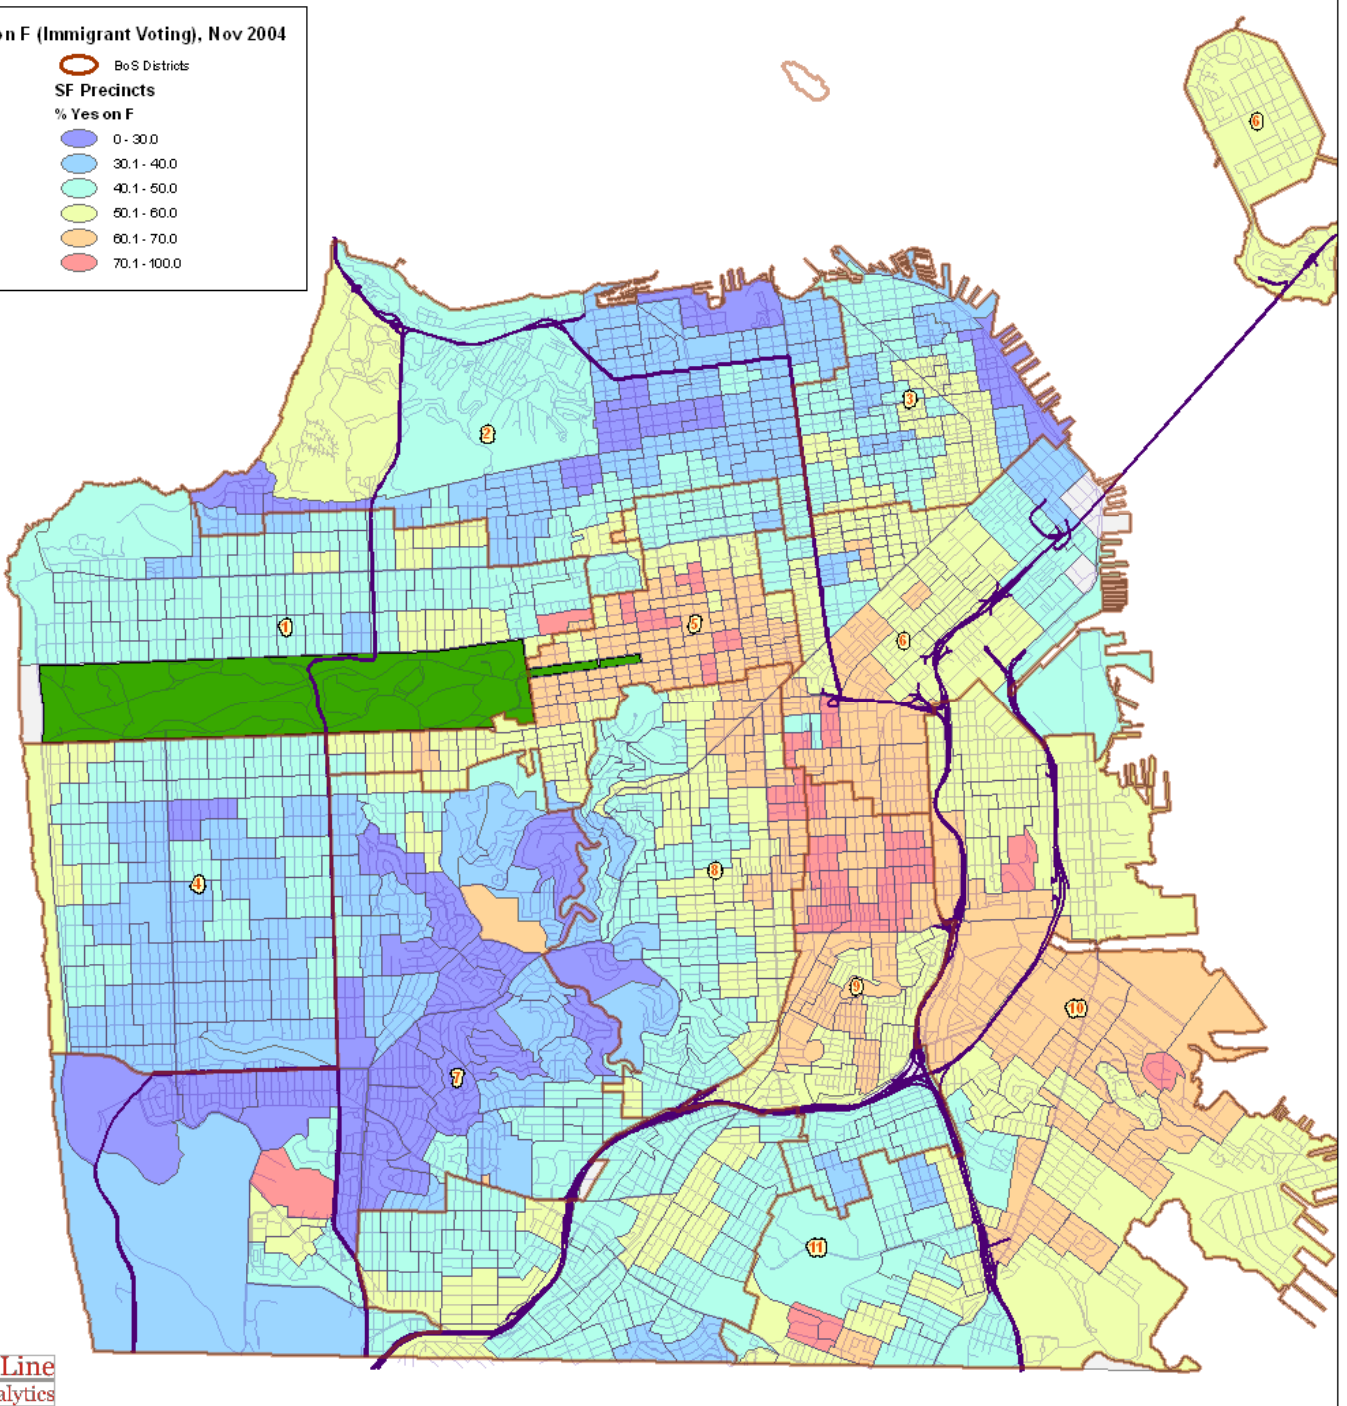 on F (Immigrant Voting), Nov 2004
BoS Districts
SF Precincts
% Yes on F
0 - 30.0
30.1 - 40.0
40.1 - 50.0
50.1 - 60.0
60.1 - 70.0
70.1 - 100.0
6
3
2
5
1
6
8
4
9
10
7
11
Line
alytics